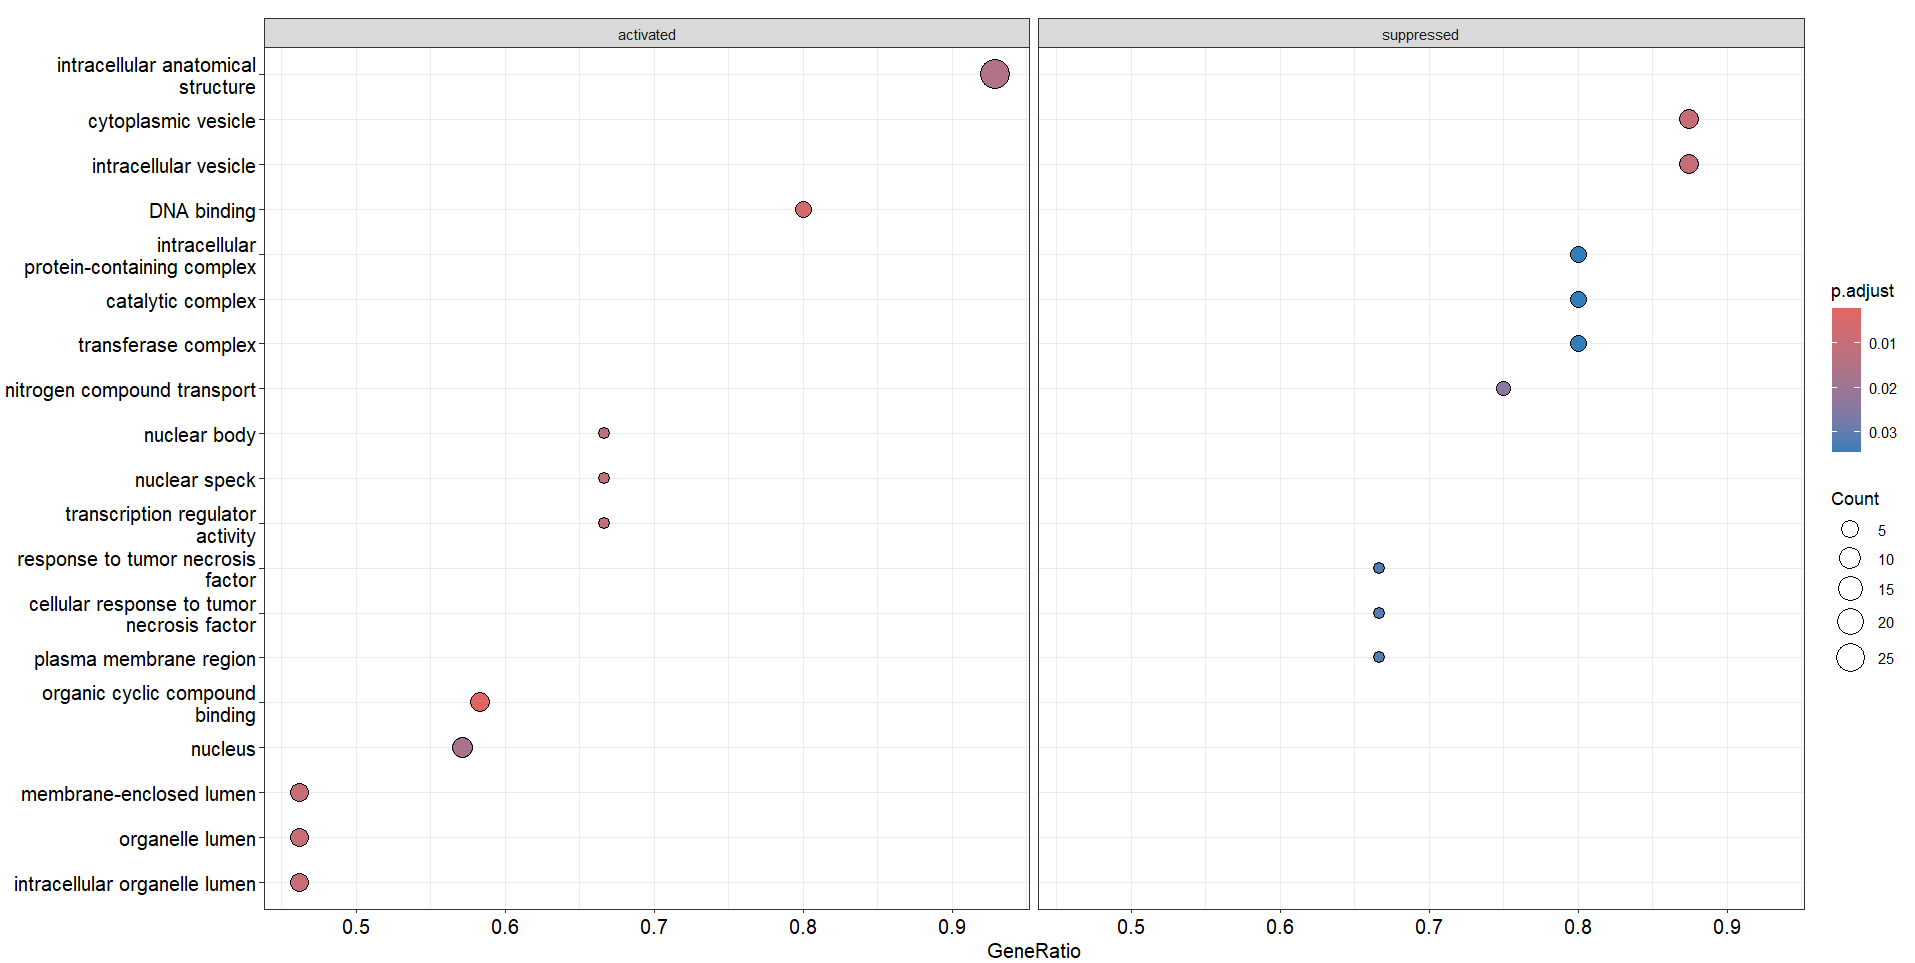 activated
suppressed
intracellular anatomical
structure
cytoplasmic vesicle
intracellular vesicle
DNA binding
intracellular
protein-containing complex
catalytic complex
transferase complex
nitrogen compound transport
nuclear body
nuclear speck
transcription regulator
activity
response to tumor necrosis
factor
cellular response to tumor
necrosis factor
plasma membrane region
organic cyclic compound
binding
nucleus
membrane-enclosed lumen
organelle lumen
intracellular organelle lumen
0.5 0.6 0.7 0.8 0.9
0.5 0.6 0.7 0.8 0.9
GeneRatio
p.adjust
0.01
0.02
0.03
Count
5
10
15
20
25